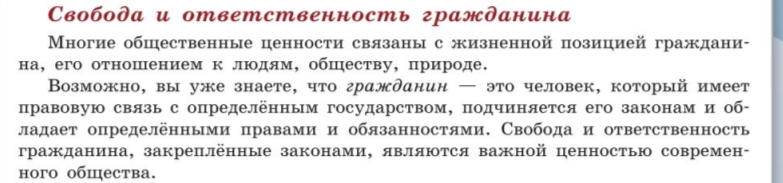 Свобода и ответственность гражданина
Многие общественные ценности связаны с жизненной позицией граждани-
на, его отношением к людям, обществу, природе.
Возможно, вы уже знаете, что гражданин — это человек, который имеет
правовую связь с определённым государством, подчиняется его законам и об-
ладает определёнными правами и обязанностями. Свобода и ответственность
гражданина, закреплённые законами, являются важной ценностью современ-
ного общества.